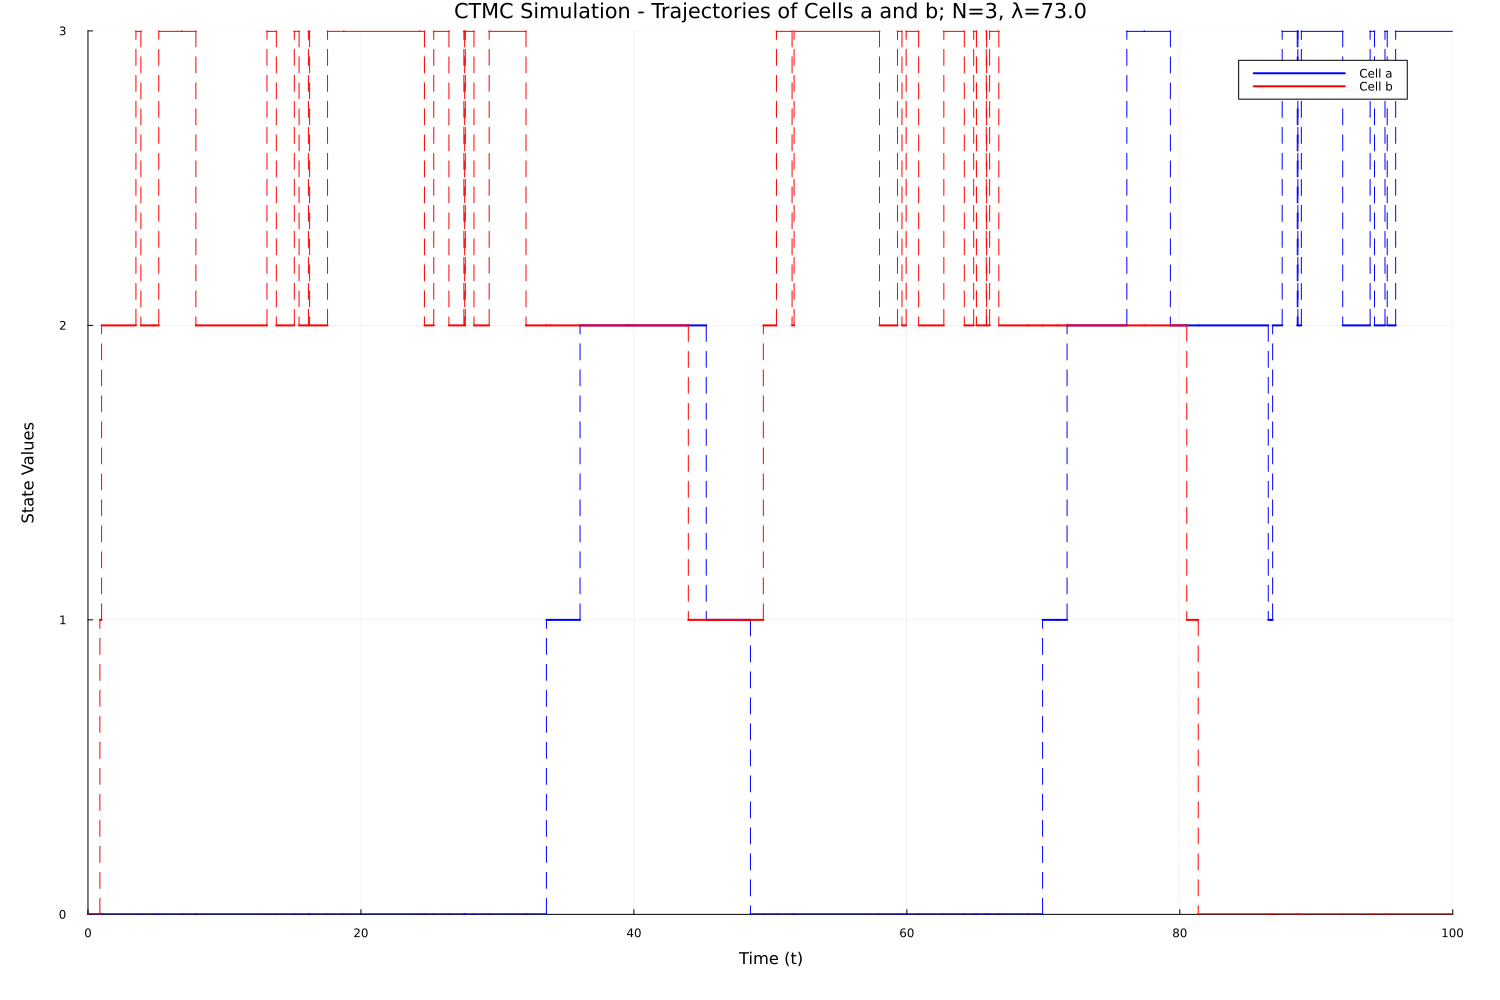 CTMC Simulation - Trajectories of Cells a and b; N=3, λ=73.0
3
Cell a
Cell b
2
State Values
1
0
0 20 40 60 80 100
Time (t)